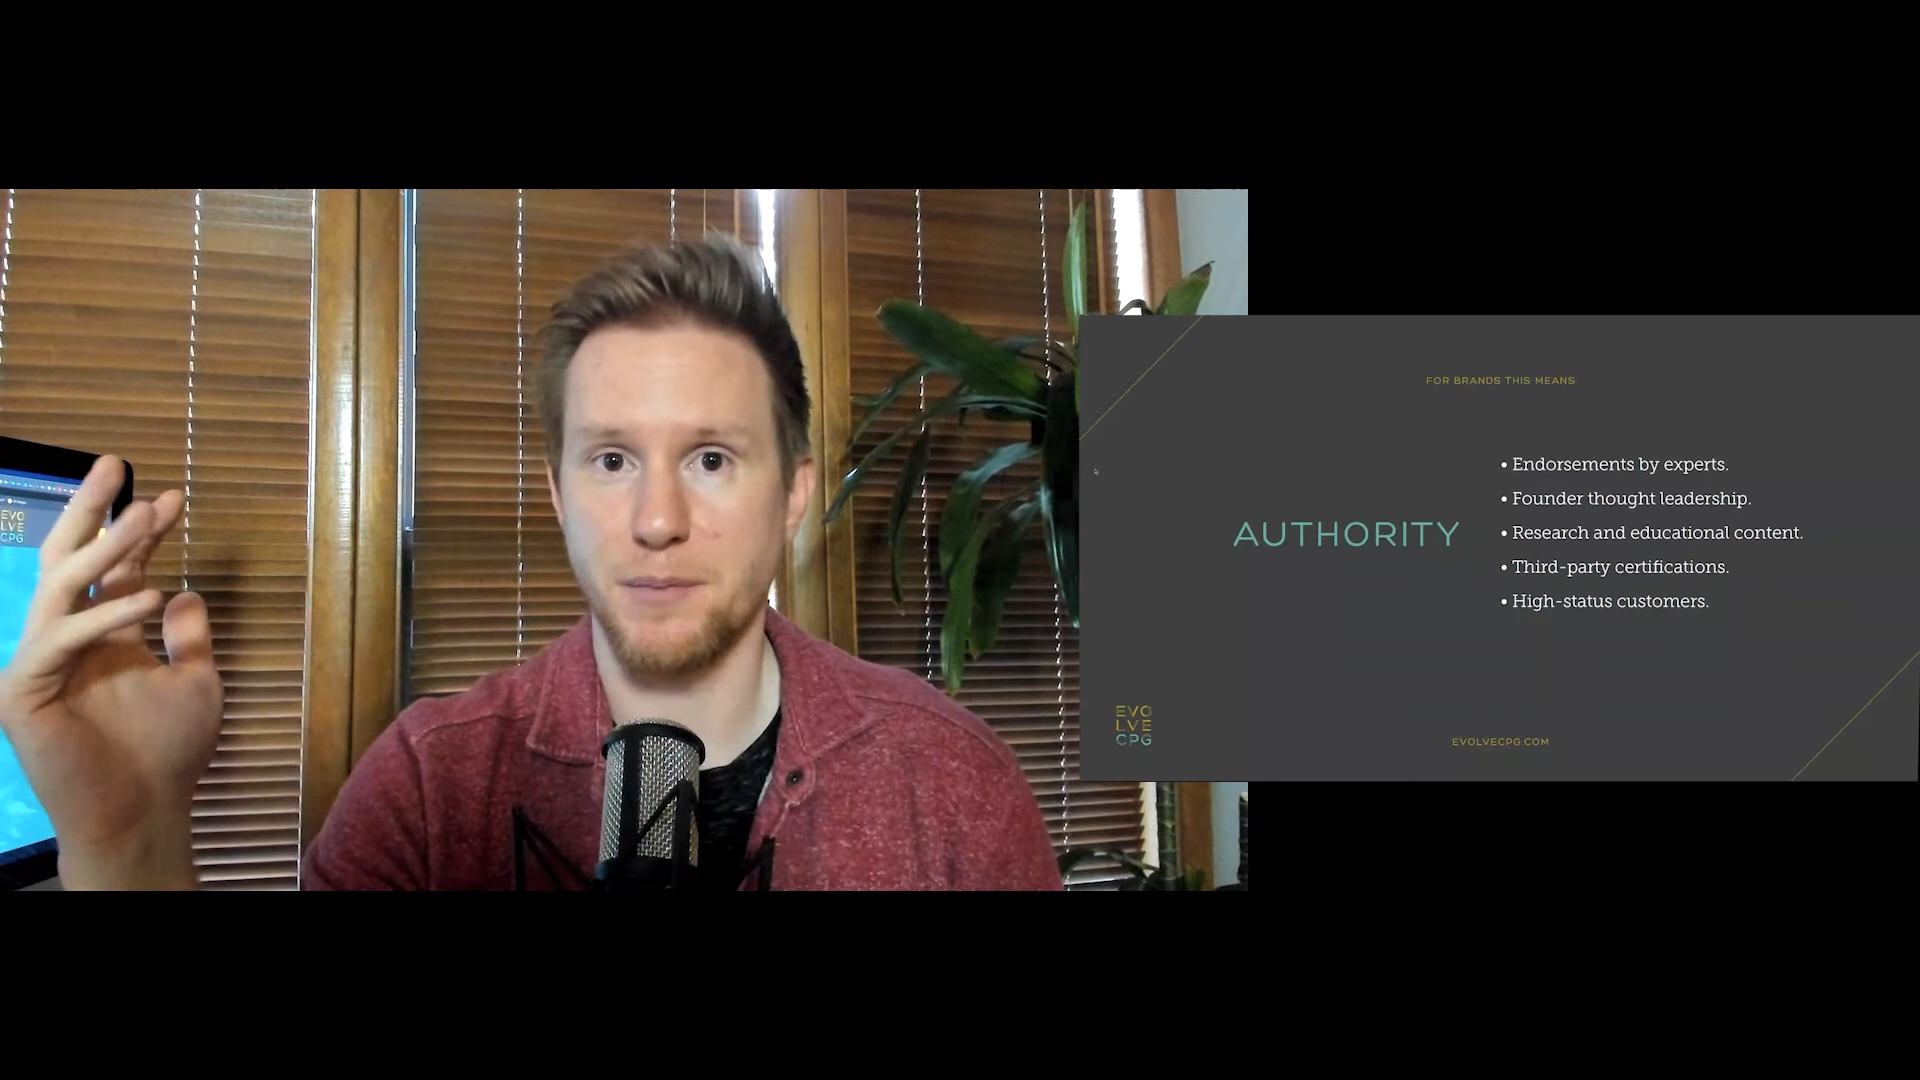 EVO
LVE
CPG
FOR BRANDS THIS MEANS
AUTHORITY
• Endorsements by experts.
• Founder thought leadership.
• Research and educational content.
• Third-party certifications.
• High-status customers.
EVO
LVE
CPG
EVOLVECPG.COM